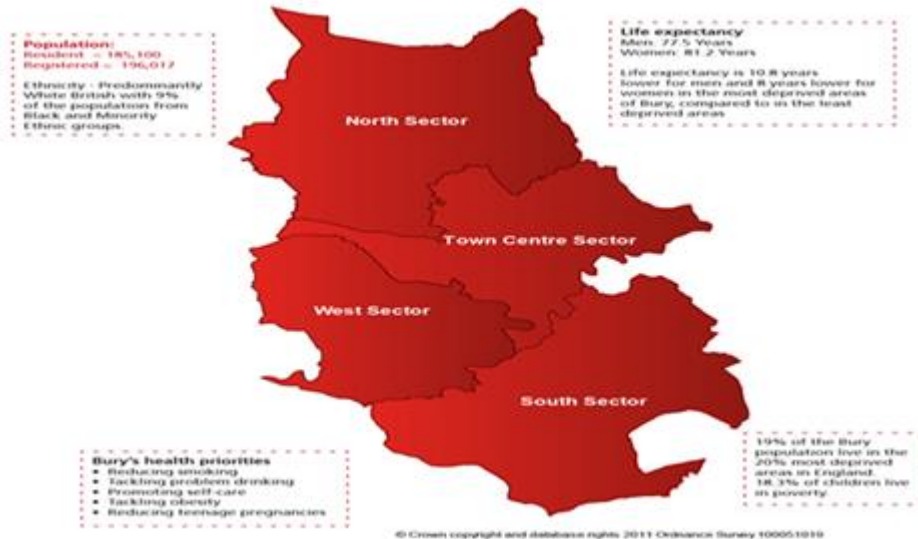 Population:
Resident = 185,100
Registered = 196,017
Ethnicity - Predominantly
White British with 9%
of the population from
Black and Minority
Ethnic groups.
Life expectancy
Men: 77.5 Years
Women: 81.2 Years
Life expectancy is 10.8 years
lower for men and 8 years lower for
women in the most deprived areas
of Bury, compared to in the least
deprived areas
North Sector
Town Centre Sector
West Sector
South Sector
Bury's health priorities
• Reducing smoking
• Tackling problem drinking
• Promoting self-care
• Tackling obesity
• Reducing teenage pregnancies
19% of the Bury
population live in the
20% most deprived
areas in England.
18.3% of children live
in poverty
© Crown copyright and database rights 2011 Ordnance Survey